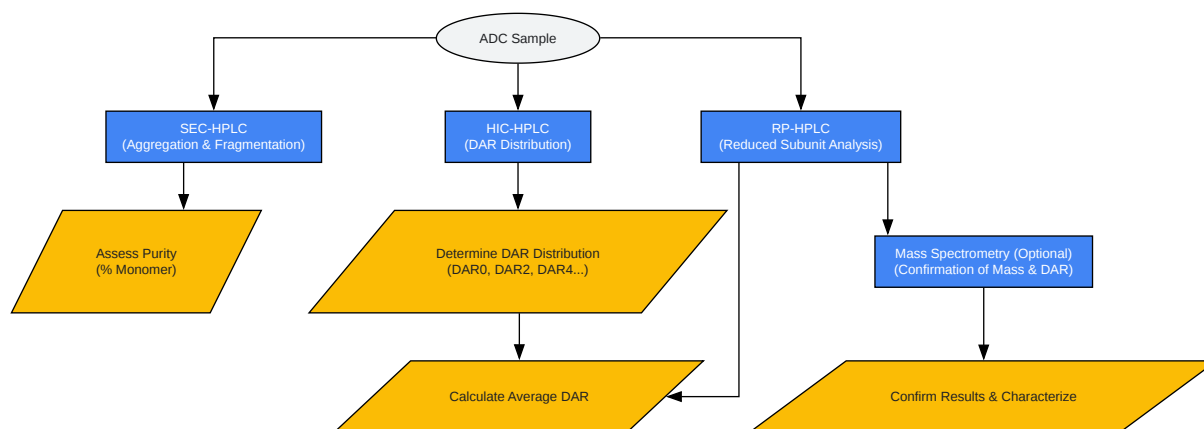 ADC Sample
SEC-HPLC
(Aggregation & Fragmentation)
HIC-HPLC
(DAR Distribution)
RP-HPLC
(Reduced Subunit Analysis)
Assess Purity
(% Monomer)
Determine DAR Distribution
(DAR0, DAR2, DAR4...)
Mass Spectrometry (Optional)
(Confirmation of Mass & DAR)
Calculate Average DAR
Confirm Results & Characterize